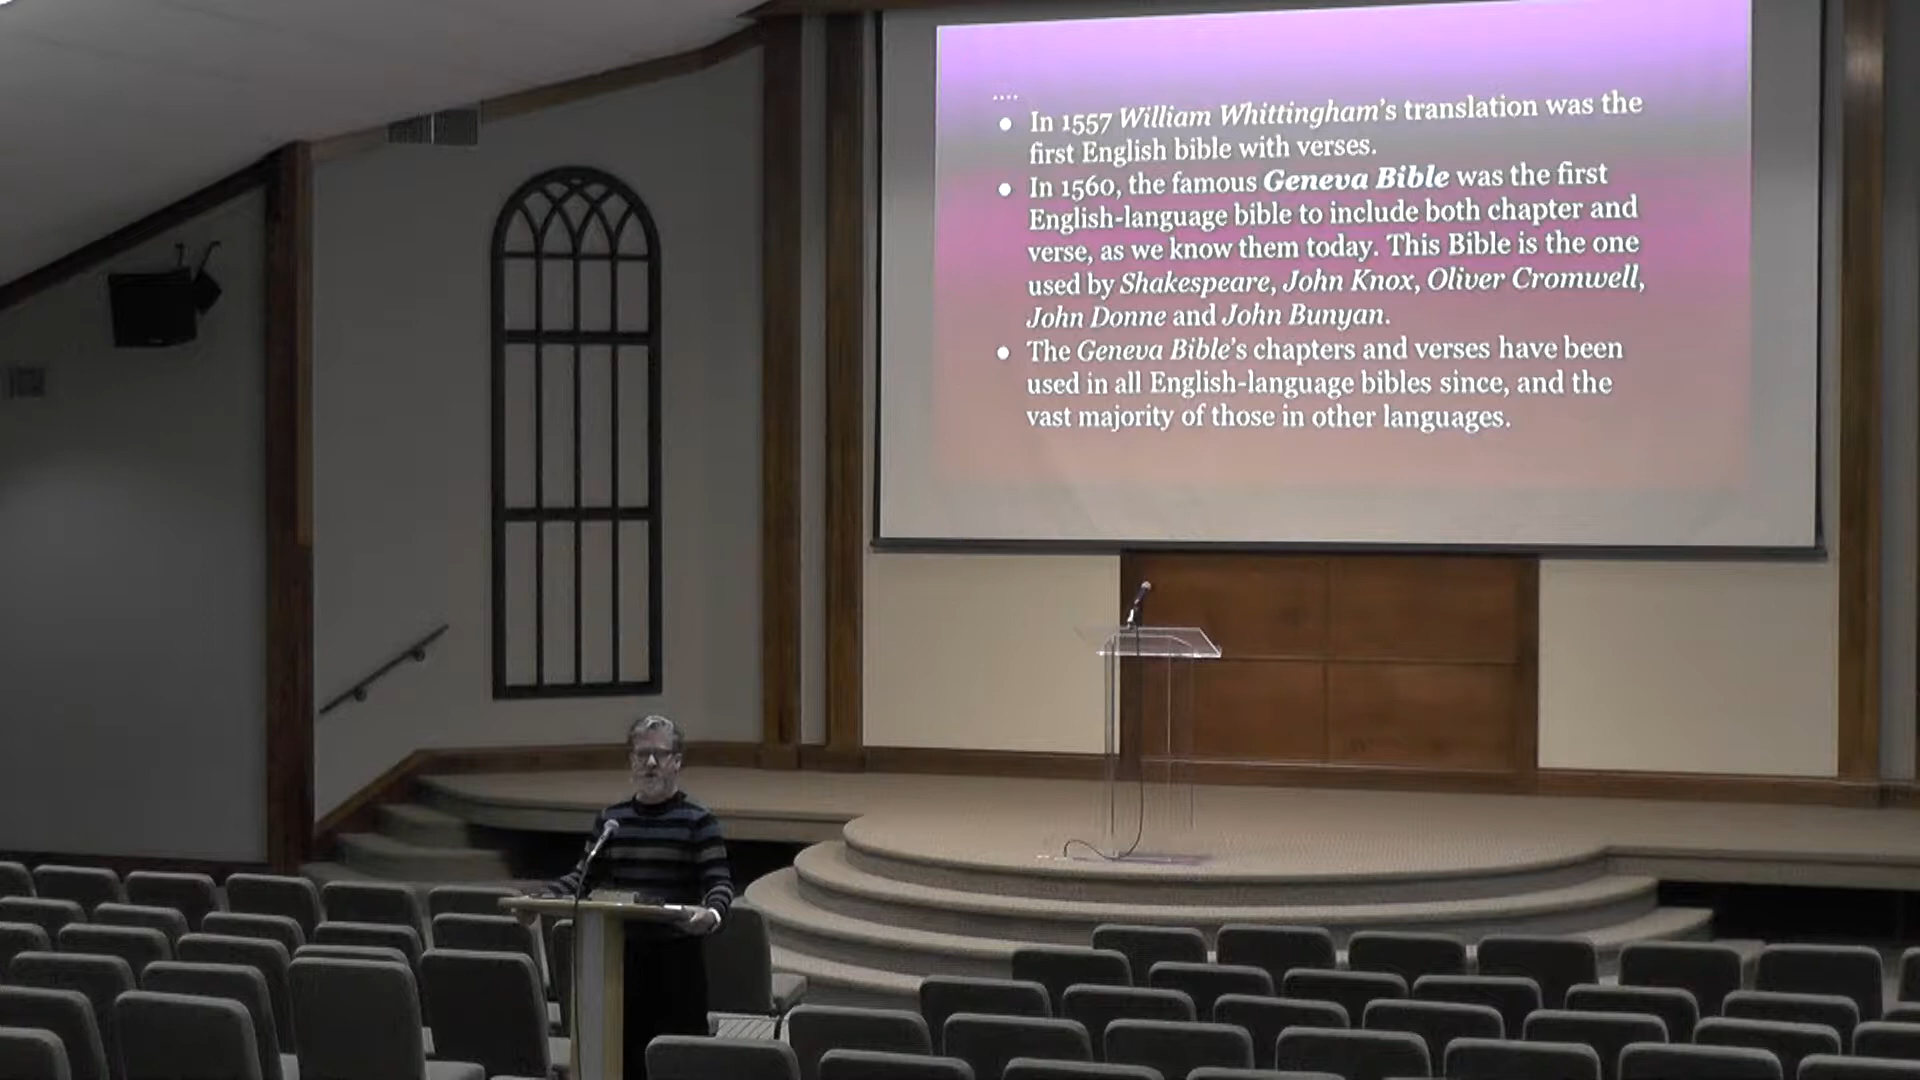 ....
• In 1557 William Whittingham's translation was the
first English bible with verses.
• In 1560, the famous Geneva Bible was the first
English-language bible to include both chapter and
verse, as we know them today. This Bible is the one
used by Shakespeare, John Knox, Oliver Cromwell,
John Donne and John Bunyan.
• The Geneva Bible's chapters and verses have been
used in all English-language bibles since, and the
vast majority of those in other languages.